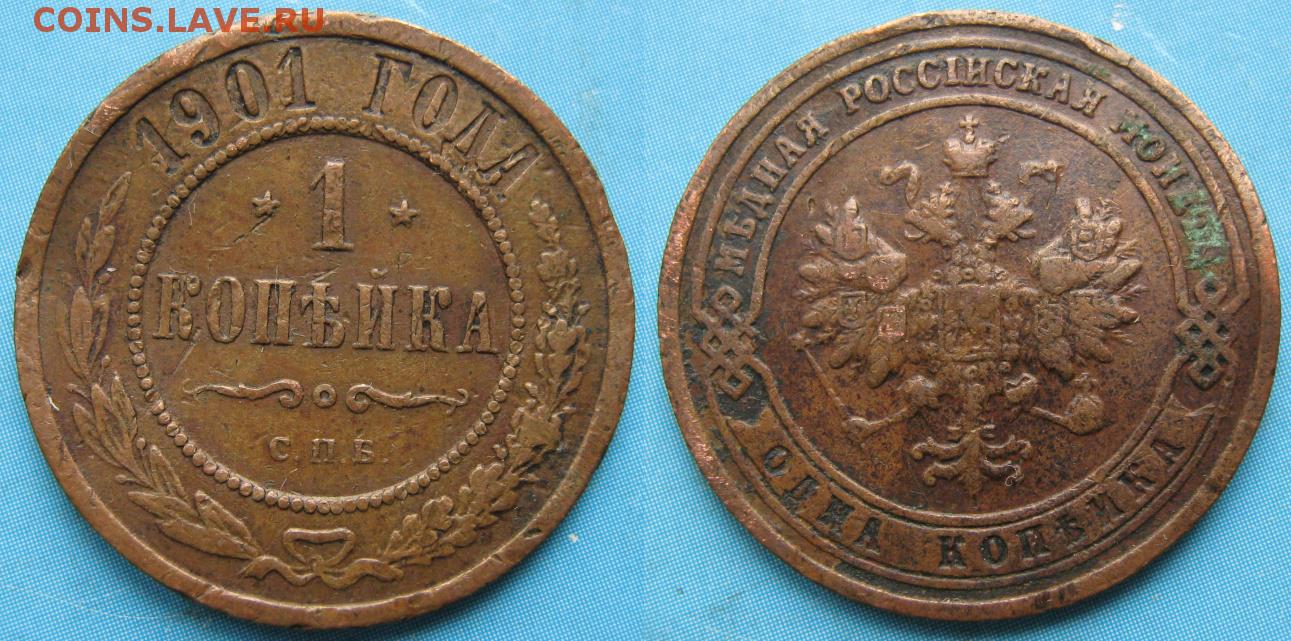 COINS.LAVE.RU
1901 ГОДА
1
КОПѢЙКА
С.П.Б.
МѢДНАЯ РОССІЙСКАЯ МОНЕТА
ОДНА КОПѢЙКА